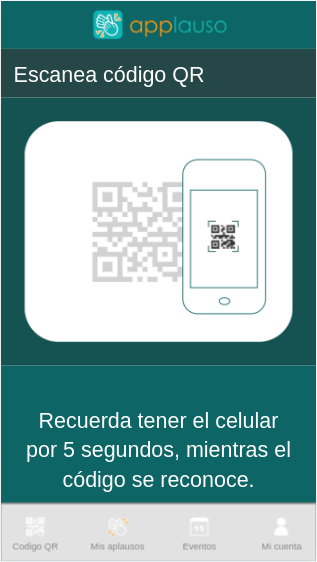 applauso
Escanea código QR
Recuerda tener el celular
por 5 segundos, mientras el
código se reconoce.
Codigo QR
Mis aplausos
Eventos
Mi cuenta